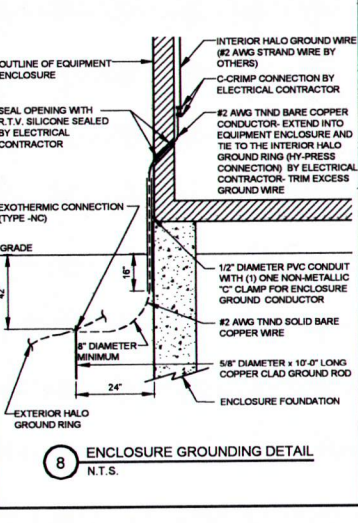 INTERIOR HALO GROUND WIRE
(#2 AWG STRAND WIRE BY
OTHERS)
OUTLINE OF EQUIPMENT
ENCLOSURE
C-CRIMP CONNECTION BY
ELECTRICAL CONTRACTOR
SEAL OPENING WITH
R.T.V. SILICONE SEALED
BY ELECTRICAL
CONTRACTOR
#2 AWG TNND BARE COPPER
CONDUCTOR- EXTEND INTO
EQUIPMENT ENCLOSURE AND
TIE TO THE INTERIOR HALO
GROUND RING (HY-PRESS
CONNECTION) BY ELECTRICAL
CONTRACTOR- TRIM EXCESS
GROUND WIRE
EXOTHERMIC CONNECTION
(TYPE -NC)
GRADE
42"
16"
1/2" DIAMETER PVC CONDUIT
WITH (1) ONE NON-METALLIC
"C" CLAMP FOR ENCLOSURE
GROUND CONDUCTOR
#2 AWG TNND SOLID BARE
COPPER WIRE
8" DIAMETER
MINIMUM
5/8" DIAMETER x 10'-0" LONG
COPPER CLAD GROUND ROD
24"
ENCLOSURE FOUNDATION
EXTERIOR HALO
GROUND RING
8 ENCLOSURE GROUNDING DETAIL
N.T.S.